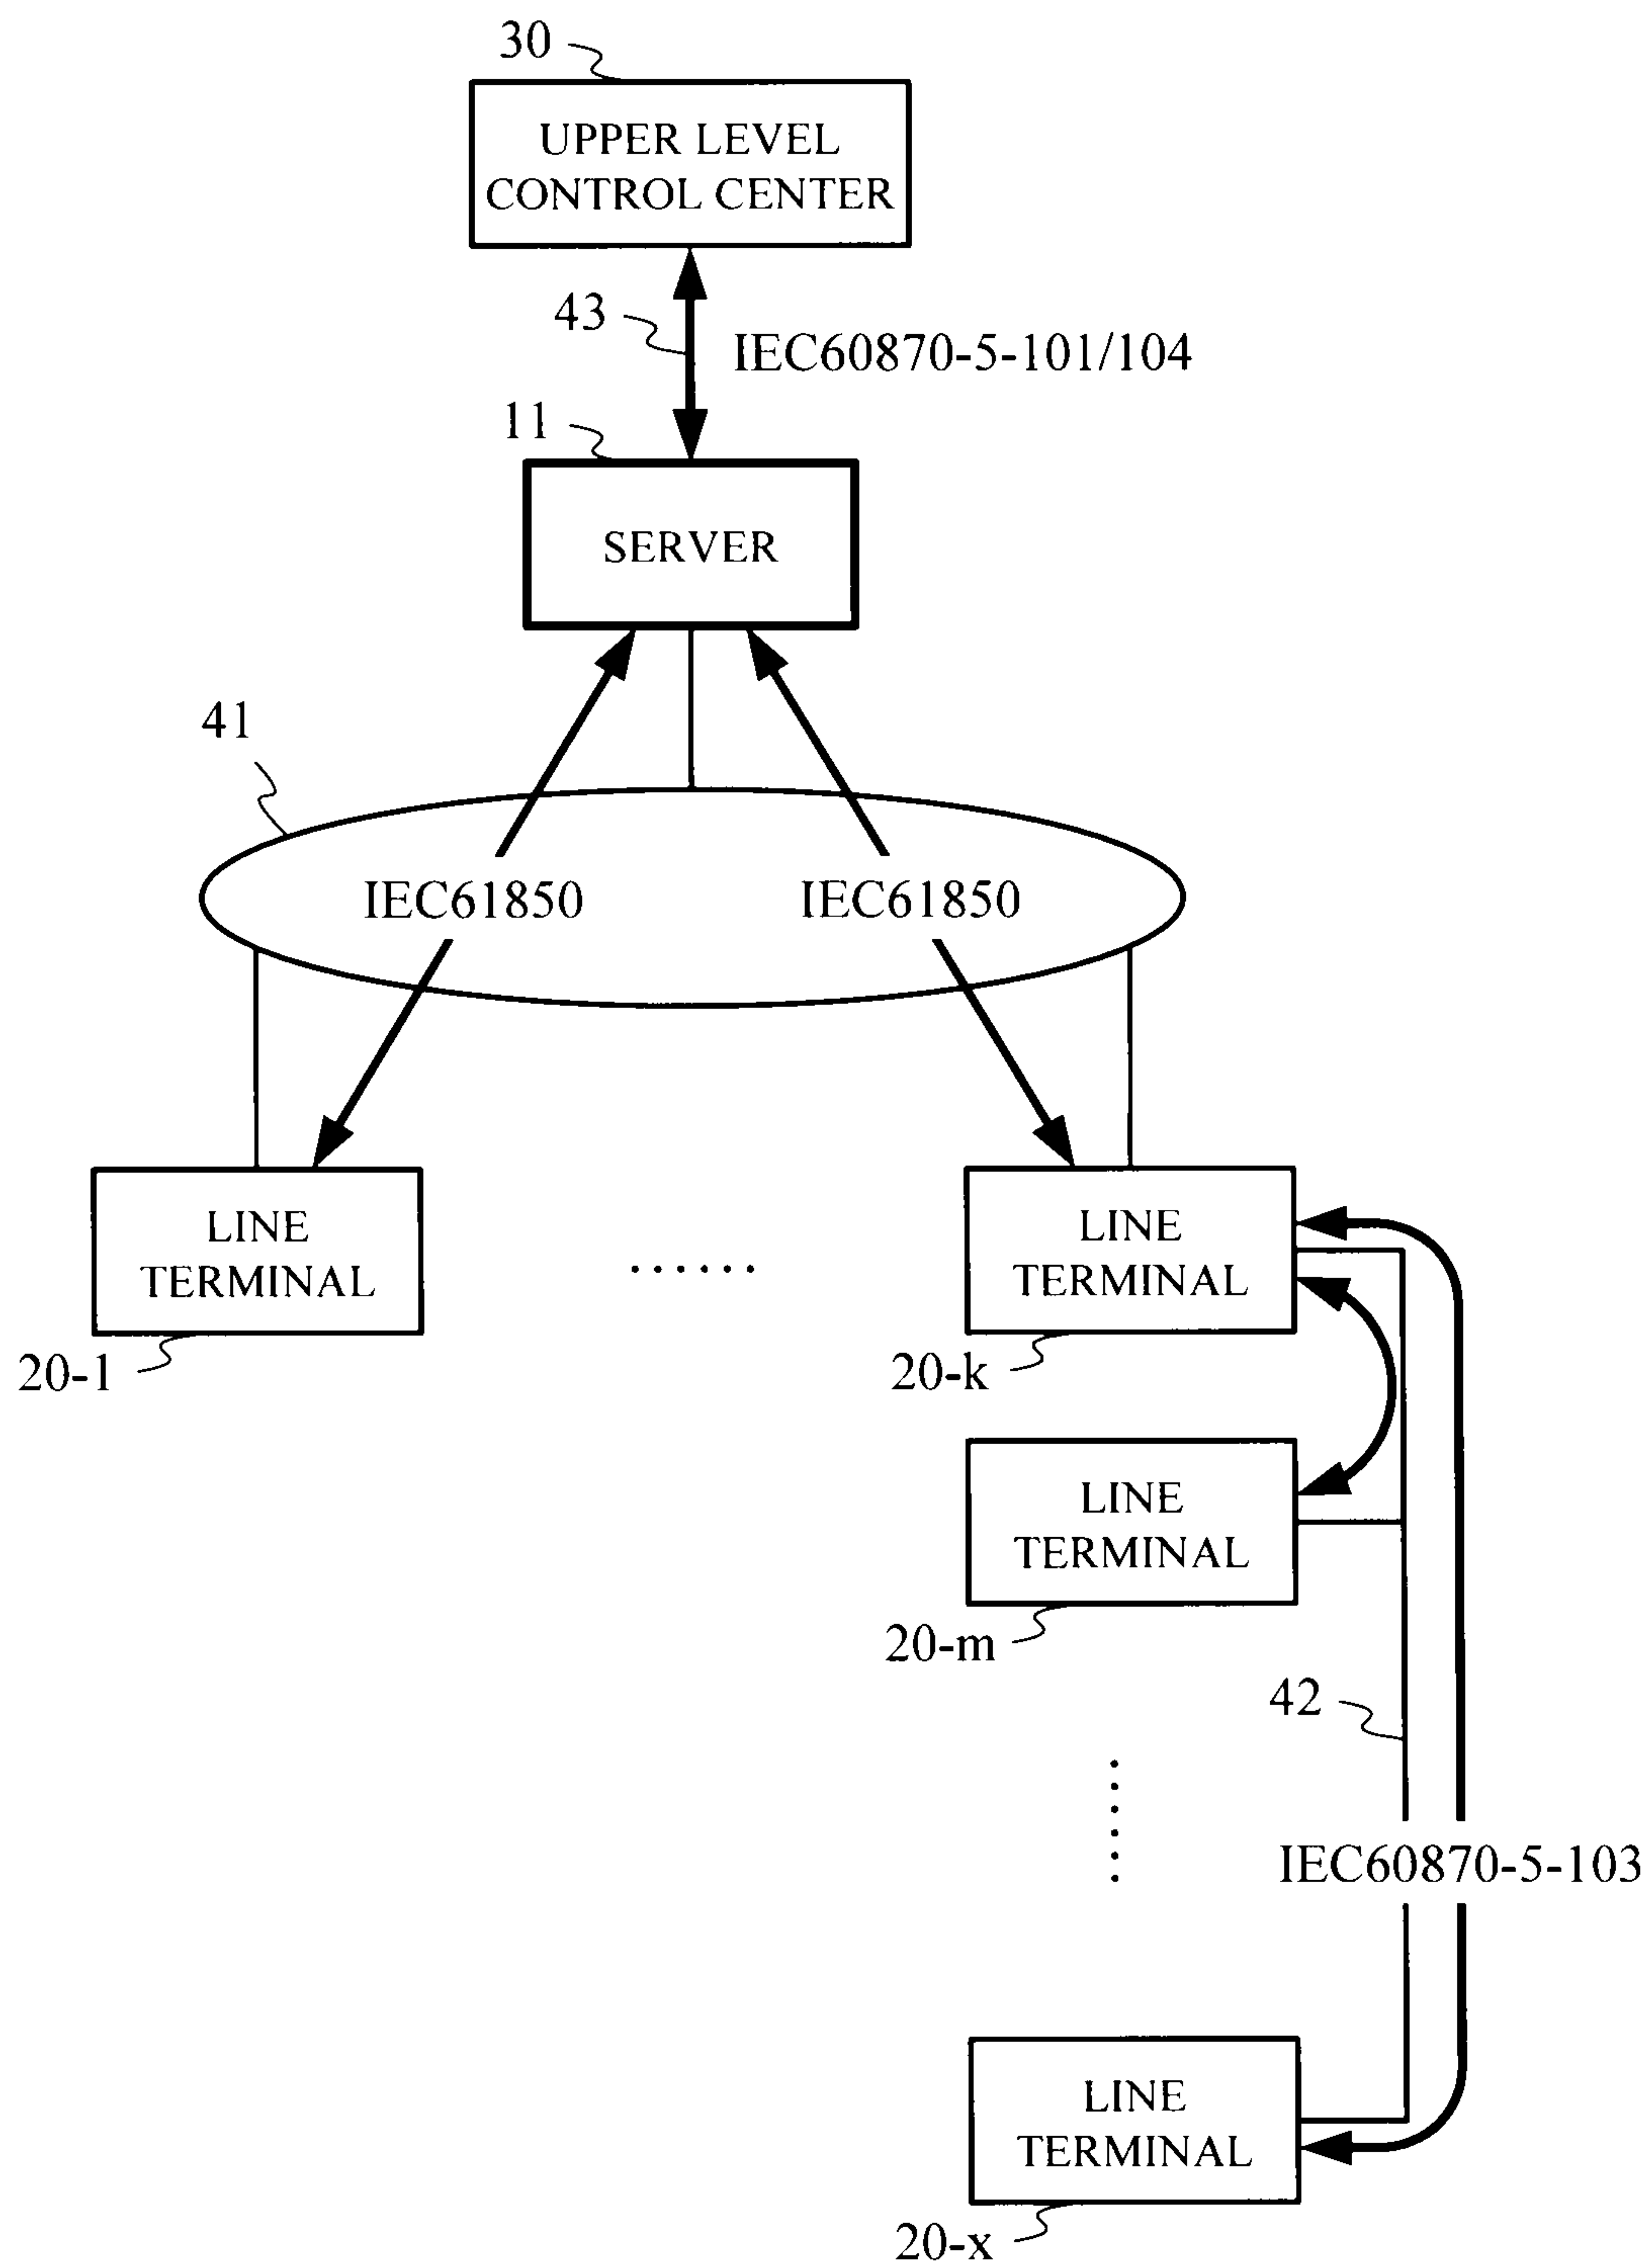 30
UPPER LEVEL
CONTROL CENTER
43
IEC60870-5-101/104
11
SERVER
41
IEC61850
IEC61850
LINE
TERMINAL
......
LINE
TERMINAL
20-1
20-k
LINE
TERMINAL
20-m
42
IEC60870-5-103
LINE
TERMINAL
20-x